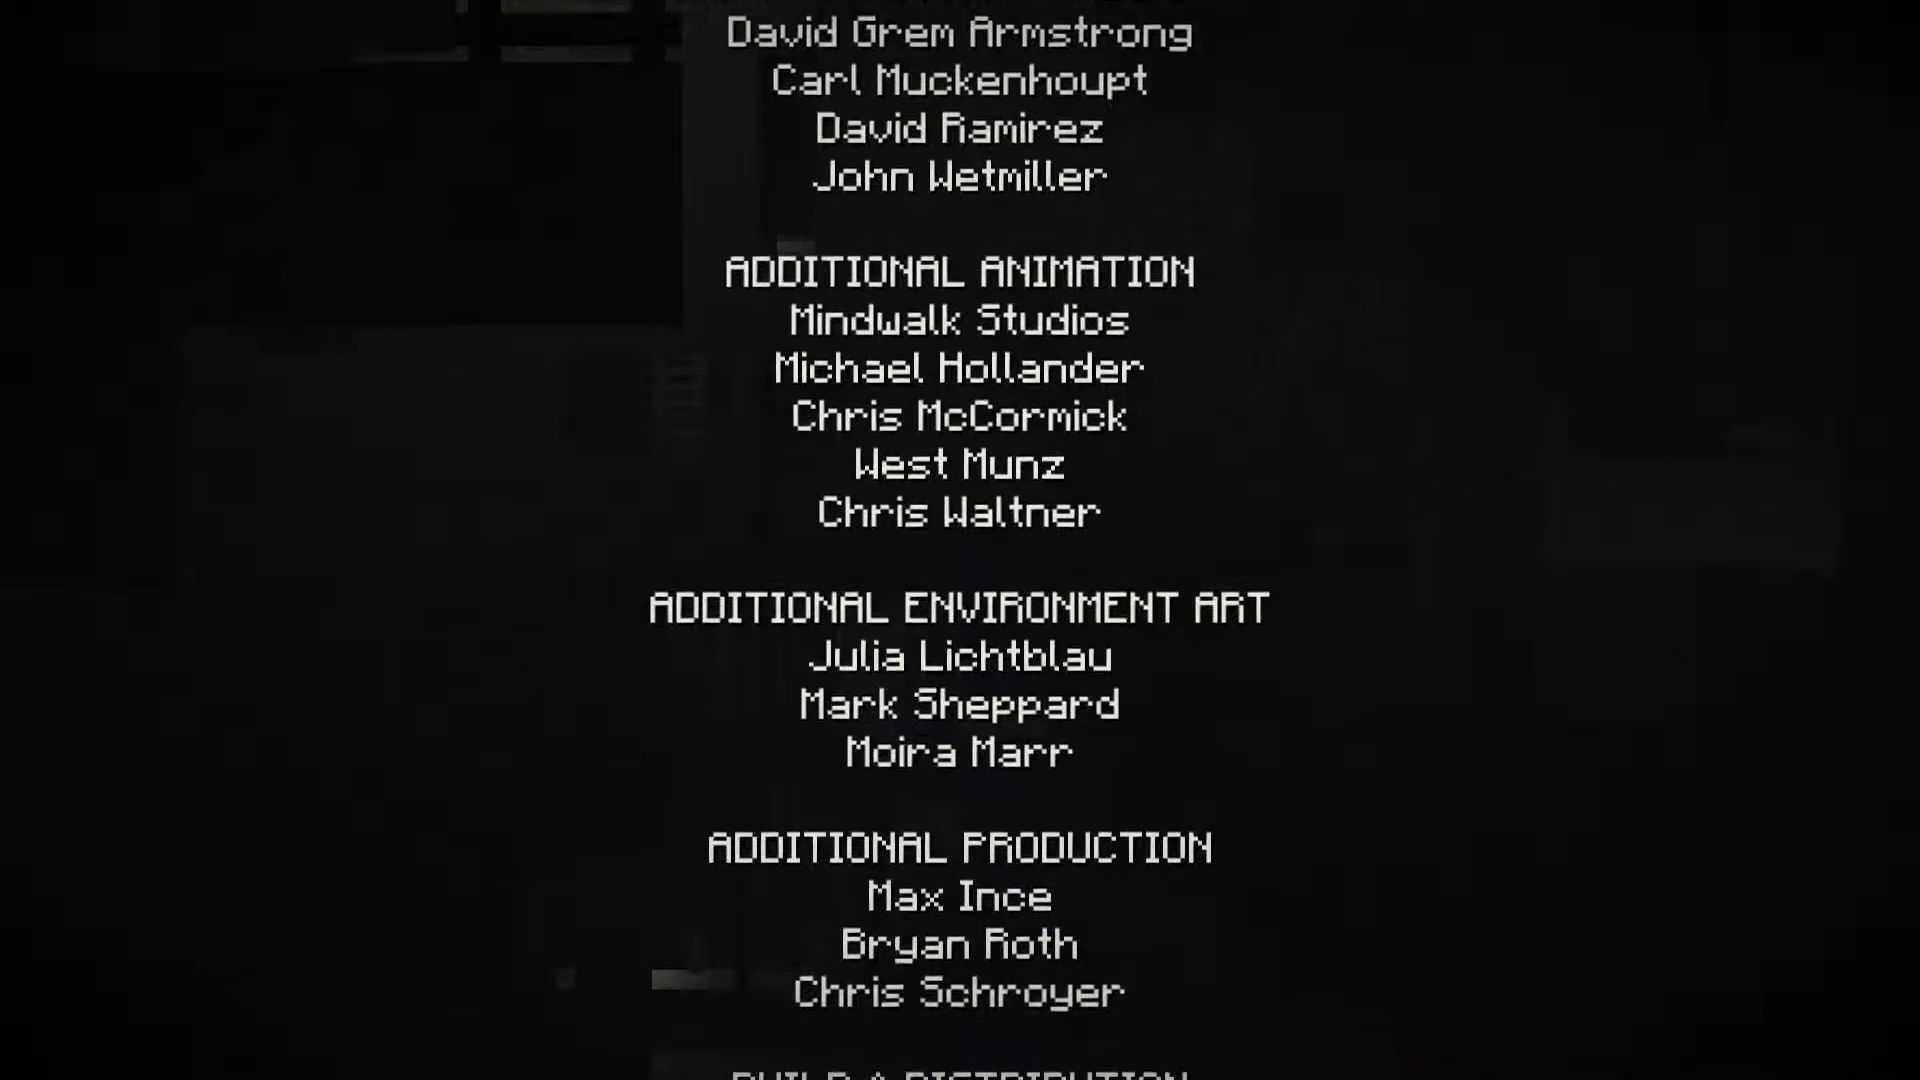 David Grem Armstrong
Carl Muckenhoupt
David Ramirez
John Wetmiller
ADDITIONAL ANIMATION
Mindwalk Studios
Michael Hollander
Chris McCormick
West Munz
Chris Waltner
ADDITIONAL ENVIRONMENT ART
Julia Lichtblau
Mark Sheppard
Moira Marr
ADDITIONAL PRODUCTION
Max Ince
Bryan Roth
Chris Schroyer
BUILD & DISTRIBUTION